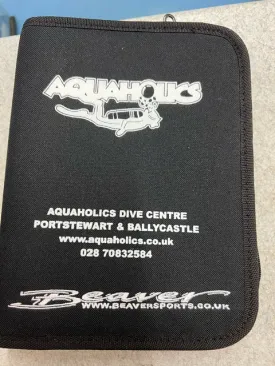 AQUAHOLICS
AQUAHOLICS DIVE CENTRE
PORTSTEWART & BALLYCASTLE
www.aquaholics.co.uk
028 70832584
Beaver
WWW.BEAVERSPORTS.CO.UK